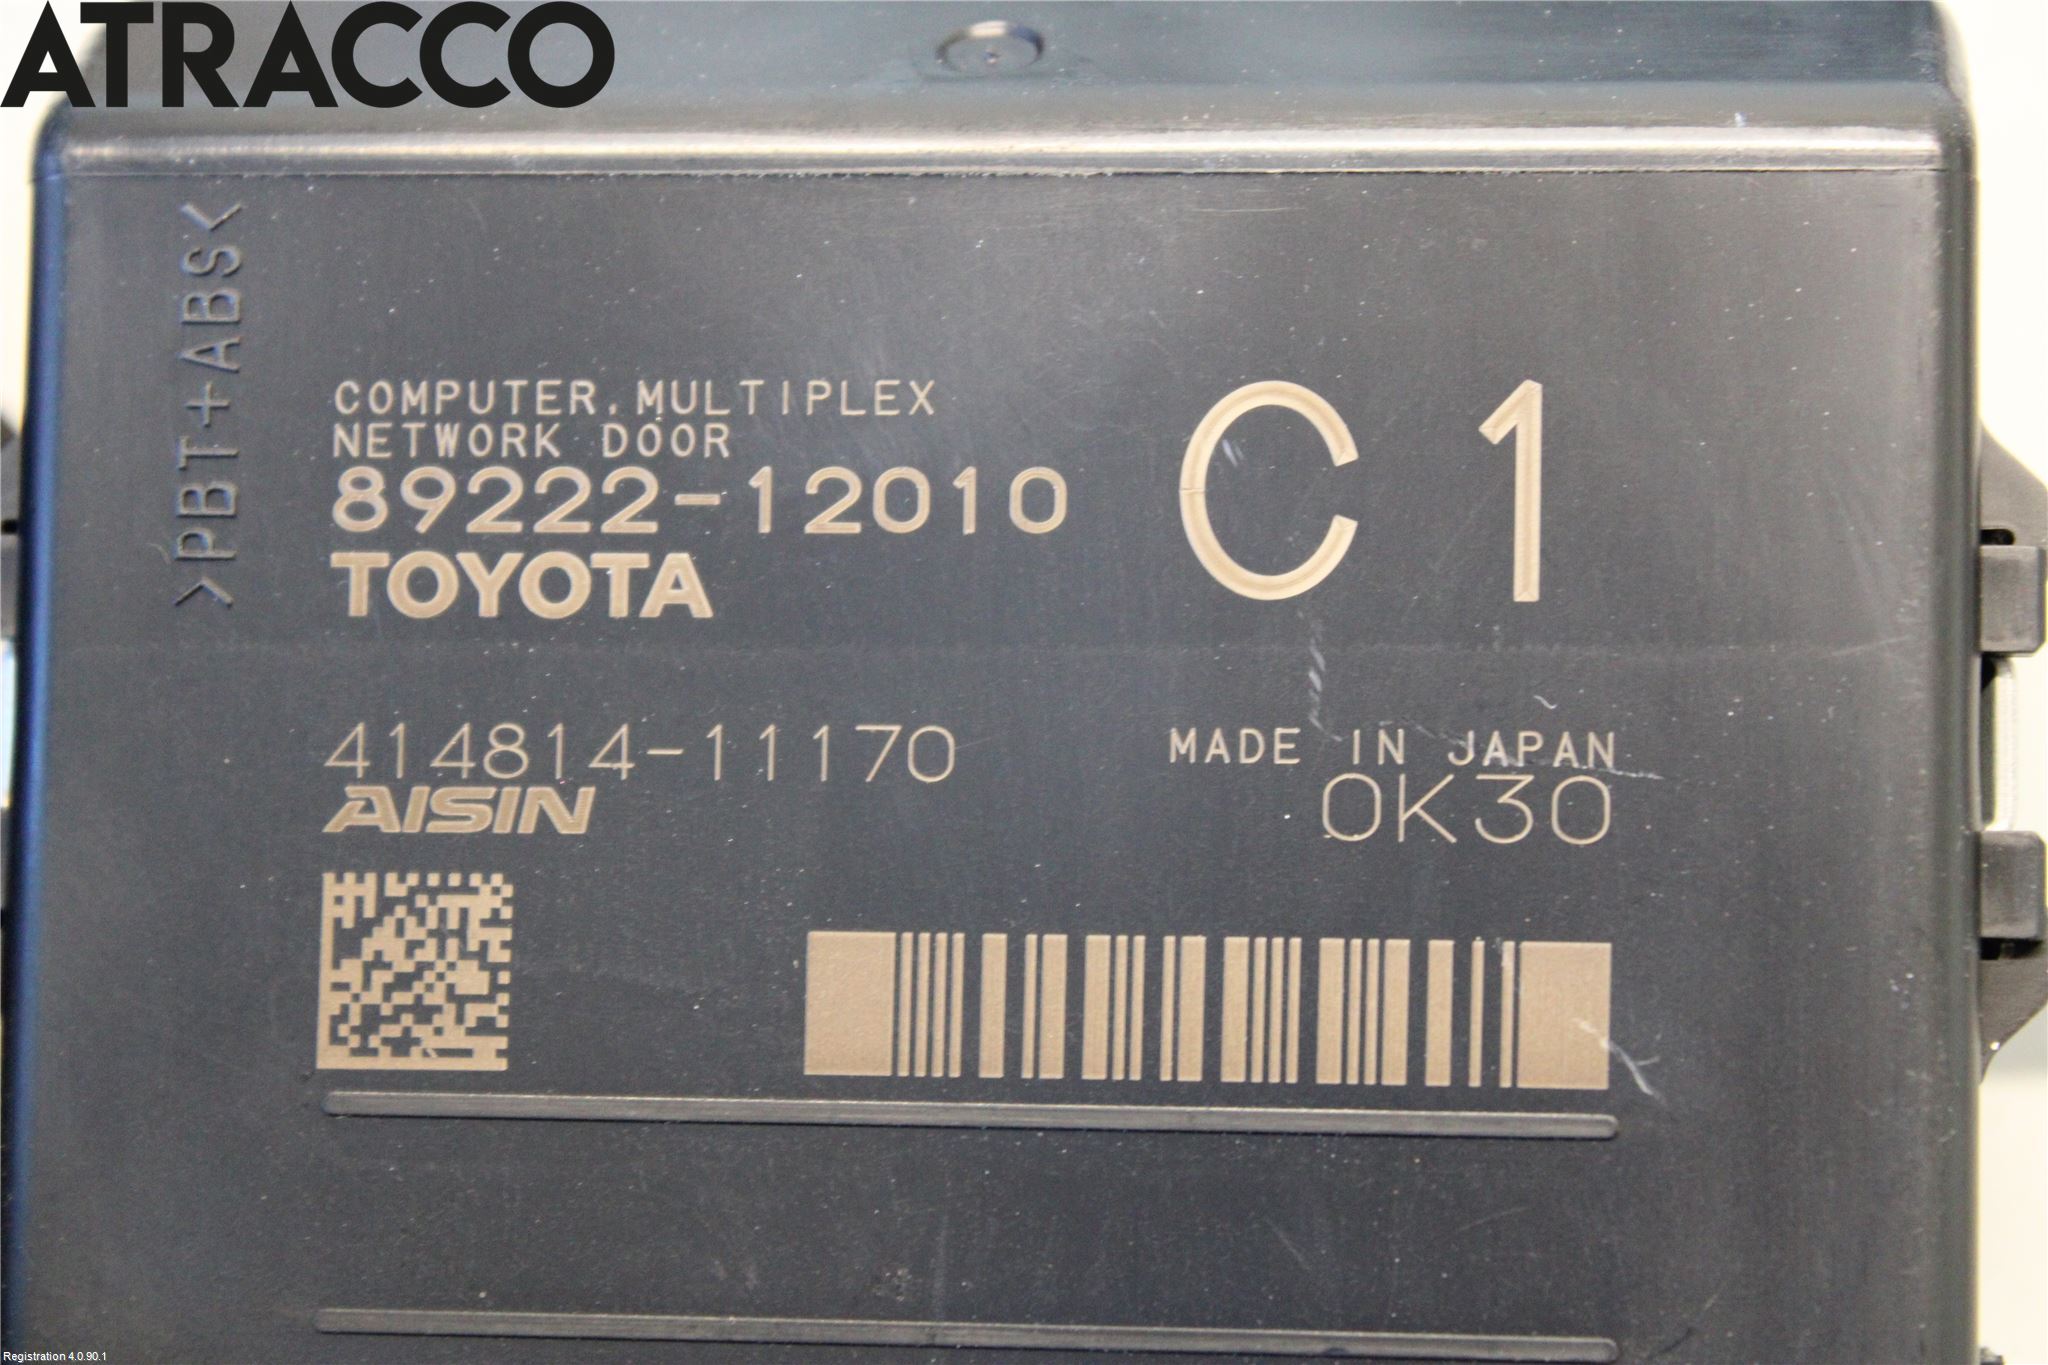 ATRACCO
>PBT+ABS<
COMPUTER, MULTIPLEX
NETWORK DOOR
89222-12010
TOYOTA
C1
414814-11170
AISIN
MADE IN JAPAN
0K30
Registration 4.0.90.1